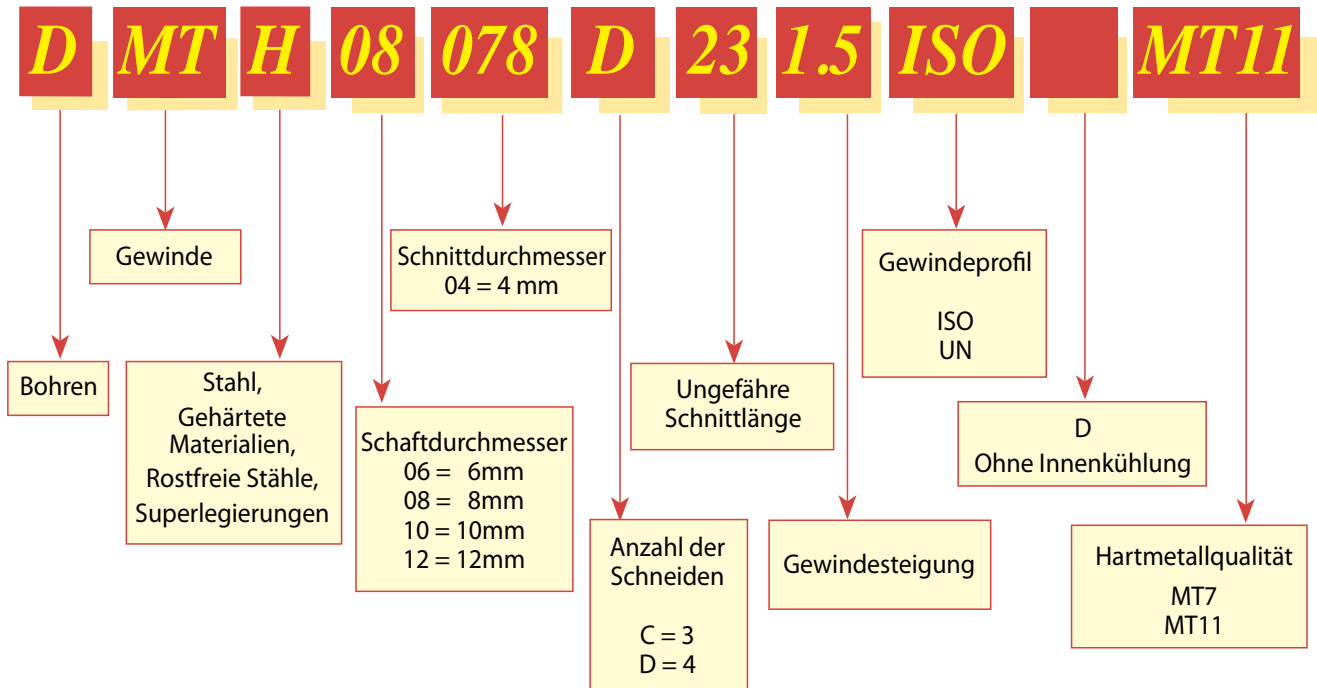 D MT H 08 078 D 23 1.5 ISO MT11
Gewinde
Schnittdurchmesser
04 = 4 mm
Gewindeprofil
ISO
UN
Bohren
Stahl,
Gehärtete
Materialien,
Rostfreie Stähle,
Superlegierungen
Schaftdurchmesser
06 = 6mm
08 = 8mm
10 = 10mm
12 = 12mm
Ungefähre
Schnittlänge
D
Ohne Innenkühlung
Anzahl der
Schneiden
C = 3
D = 4
Gewindesteigung
Hartmetallqualität
MT7
MT11